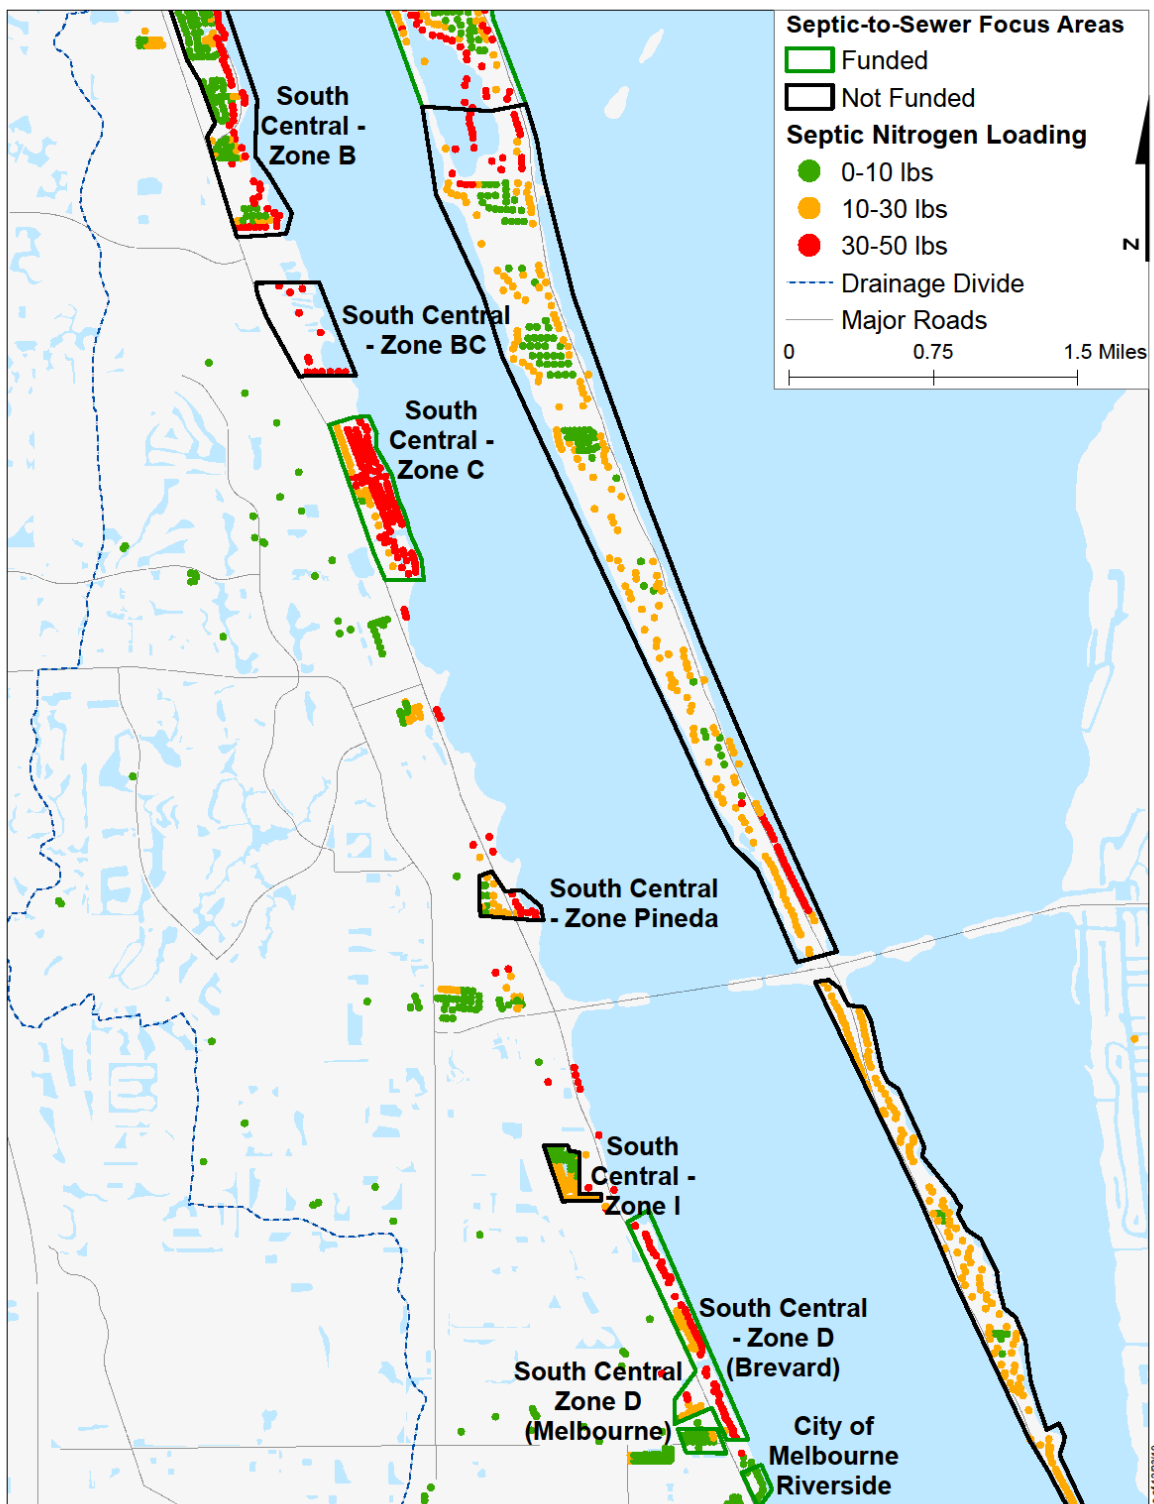 Septic-to-Sewer Focus Areas
Funded
Not Funded
Septic Nitrogen Loading
0-10 lbs
10-30 lbs
30-50 lbs
Drainage Divide
Major Roads
0 0.75 1.5 Miles
N
South
Central -
Zone B
South Central
- Zone BC
South
Central -
Zone C
South Central
- Zone Pineda
South
Central -
Zone I
South Central
- Zone D
(Brevard)
South Central
Zone D
(Melbourne)
City of
Melbourne
Riverside